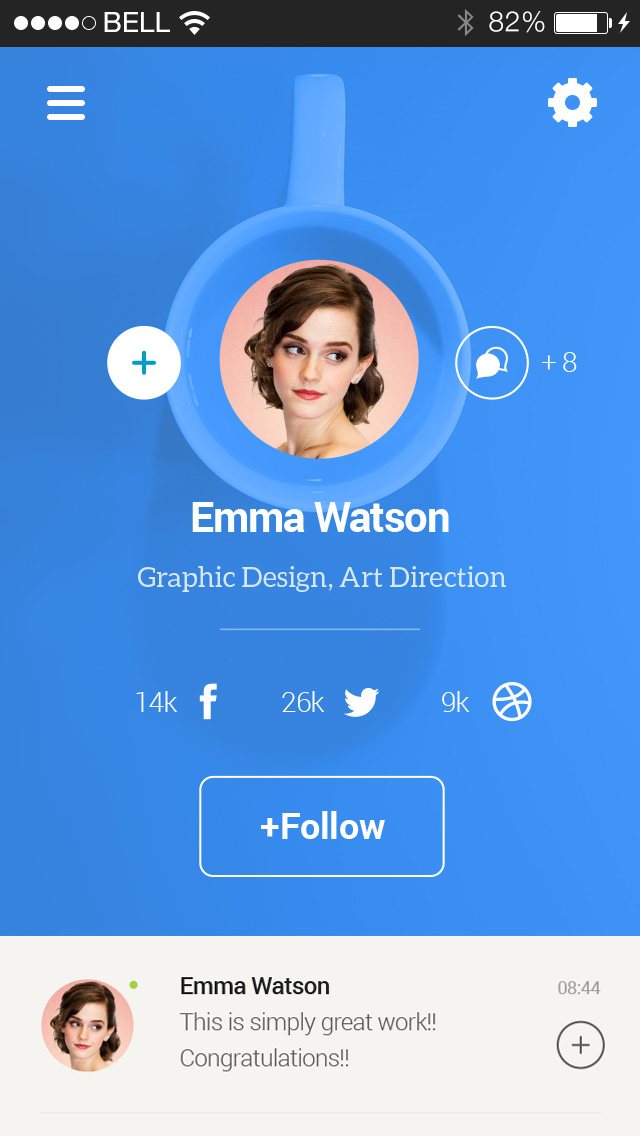 BELL 82%
+ 8
Emma Watson
Graphic Design, Art Direction
14k 26k 9k
+Follow
Emma Watson 08:44
This is simply great work!!
Congratulations!!